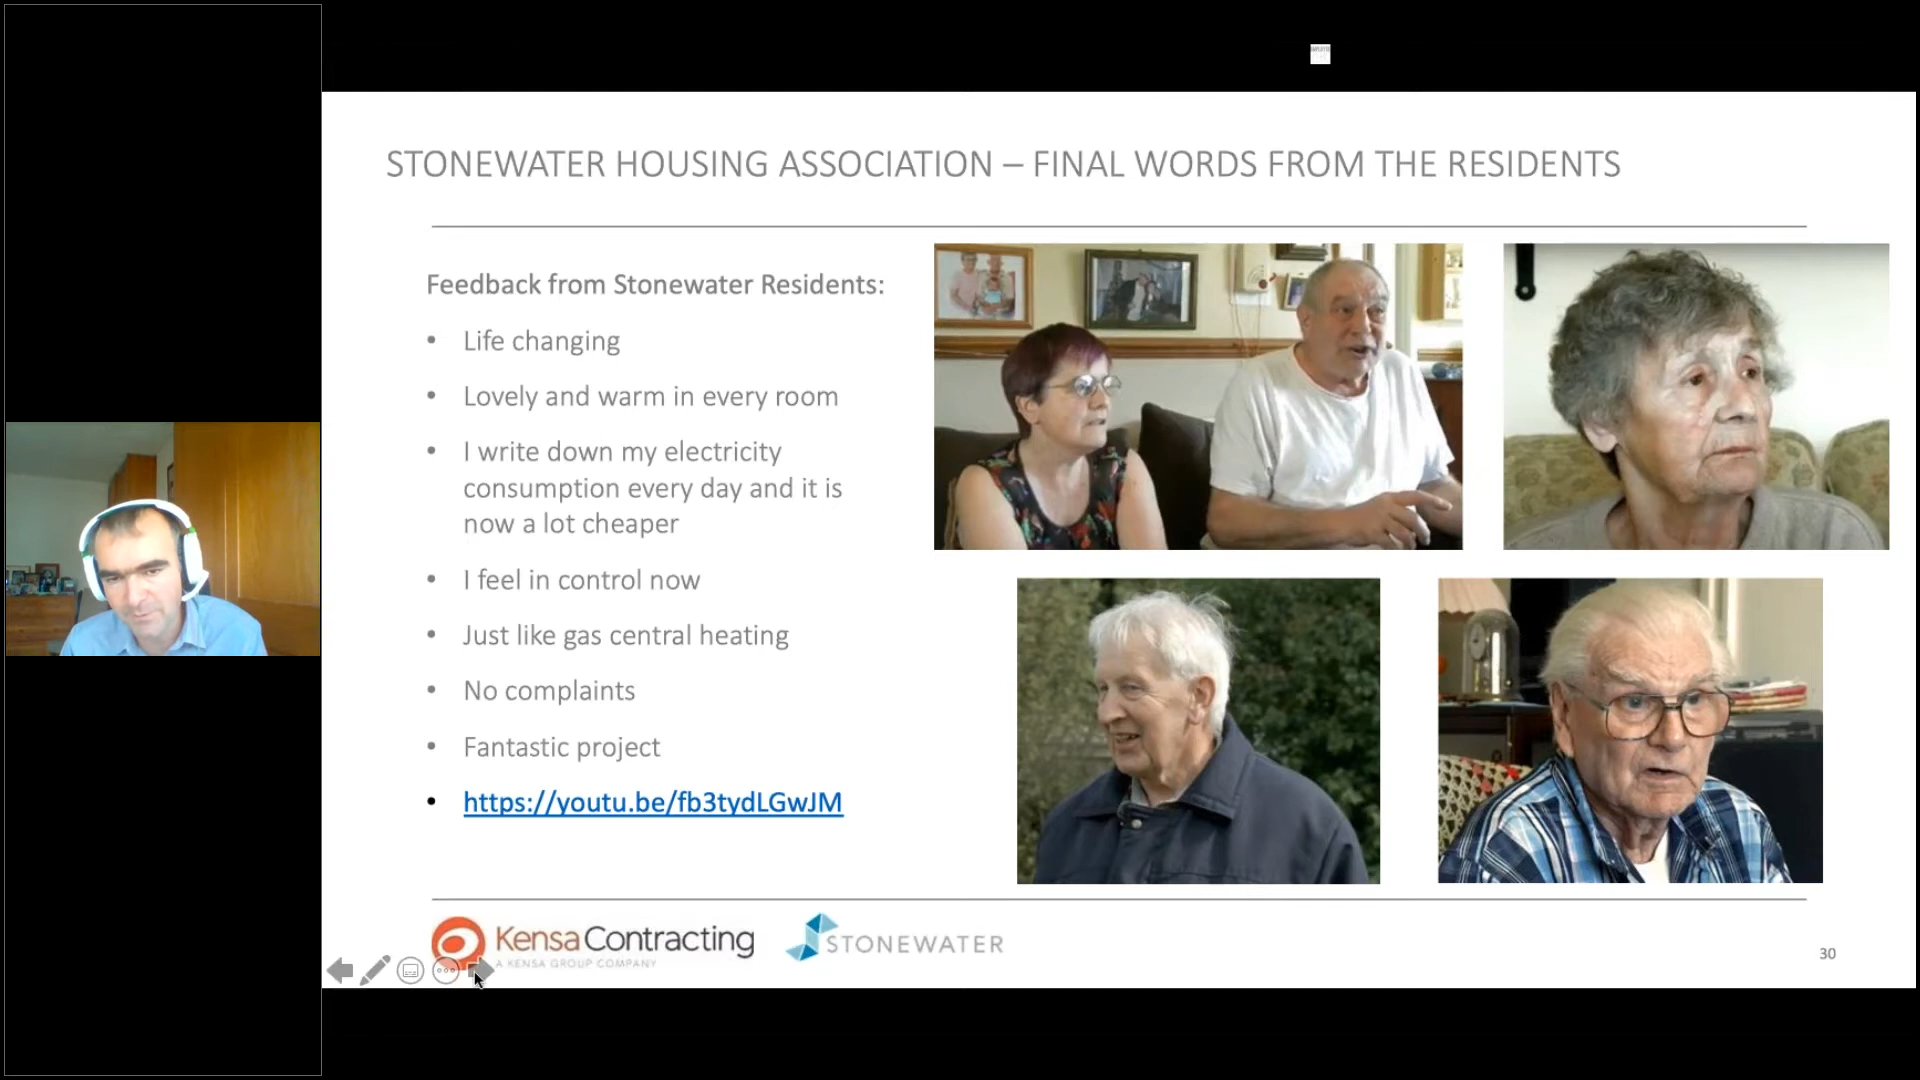 STONEWATER HOUSING ASSOCIATION – FINAL WORDS FROM THE RESIDENTS
Feedback from Stonewater Residents:
• Life changing
• Lovely and warm in every room
• I write down my electricity
consumption every day and it is
now a lot cheaper
• I feel in control now
• Just like gas central heating
• No complaints
• Fantastic project
• https://youtu.be/fb3tydLGwJM
Kensa Contracting
A KENSA GROUP COMPANY
STONEWATER
30